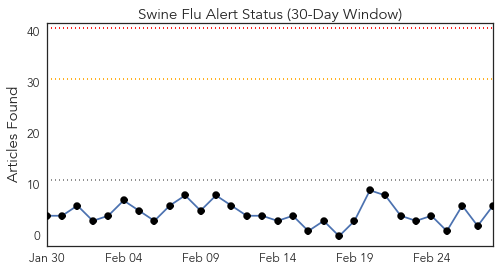 Swine Flu Alert Status (30-Day Window)
Articles Found
40
30
20
10
0
Jan 30 Feb 04 Feb 09 Feb 14 Feb 19 Feb 24